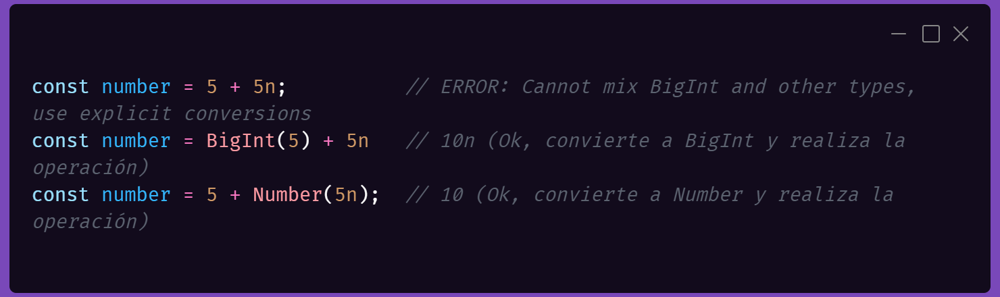 const number = 5 + 5n;          // ERROR: Cannot mix BigInt and other types,
use explicit conversions
const number = BigInt(5) + 5n   // 10n (Ok, convierte a BigInt y realiza la
operación)
const number = 5 + Number(5n);  // 10 (Ok, convierte a Number y realiza la
operación)